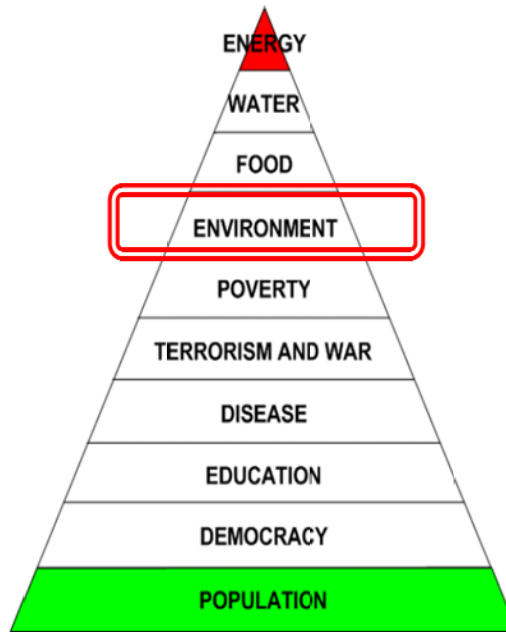 ENERGY
WATER
FOOD
ENVIRONMENT
POVERTY
TERRORISM AND WAR
DISEASE
EDUCATION
DEMOCRACY
POPULATION